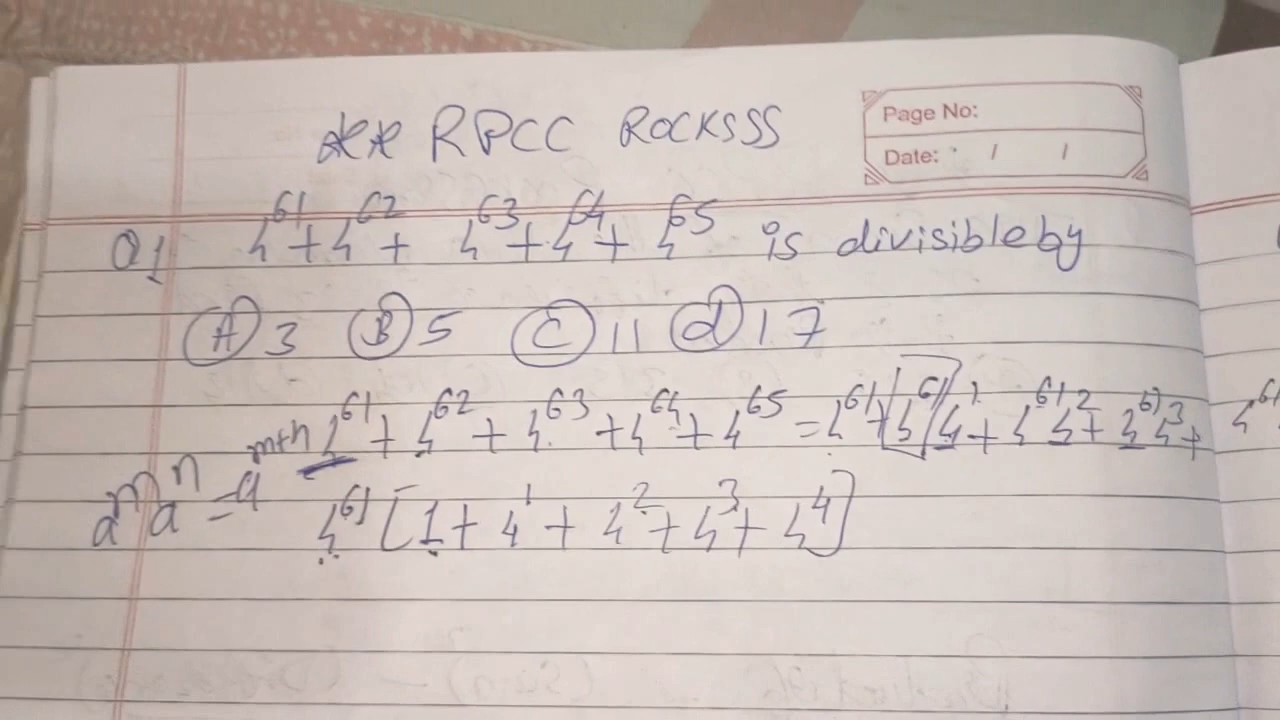 RPCC ROCKSSS
Page No:
Date: / /
Q1 4^61 + 4^62 + 4^63 + 4^64 + 4^65 is divisible by
(A) 3 (B) 5 (C) 11 (d) 17
4^61 + 4^62 + 4^63 + 4^64 + 4^65 = 4^61 + 4^61 4^1 + 4^61 4^2 + 4^61 4^3 + 4^61
a^m a^n = a^m+n
4^61 [1 + 4^1 + 4^2 + 4^3 + 4^4]